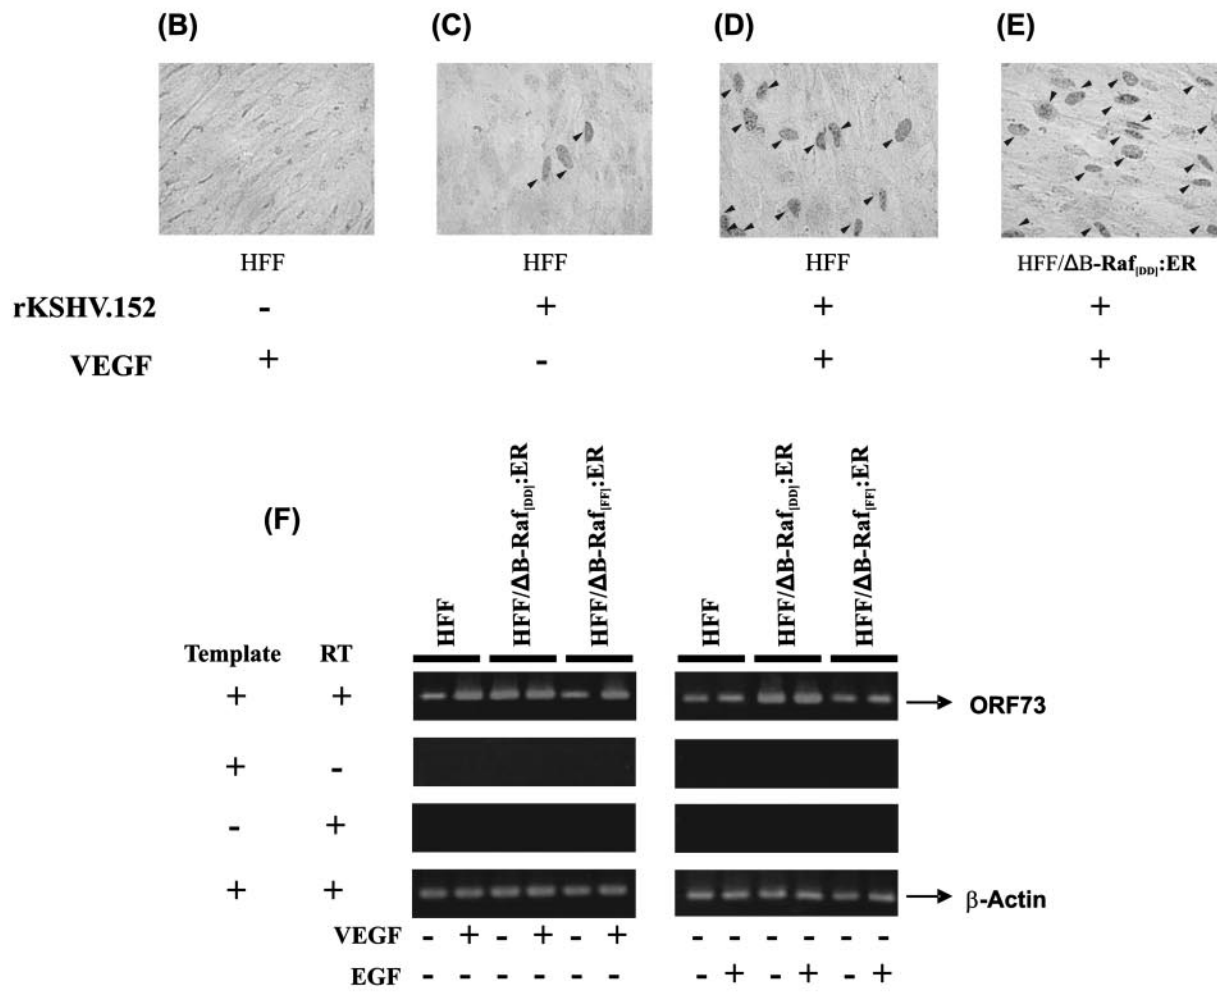 (B) (C) (D) (E)
HFF HFF HFF HFF/ΔB-Raf[DD]:ER
rKSHV.152 - + + +
VEGF + - + +
(F)
HFF HFF/ΔB-Raf[DD]:ER HFF/ΔB-Raf[FF]:ER HFF HFF/ΔB-Raf[DD]:ER HFF/ΔB-Raf[FF]:ER
Template RT
+ + ORF73
+ -
- +
+ + β-Actin
VEGF - + - + - + - - - - - -
EGF - - - - - - - + - + - +